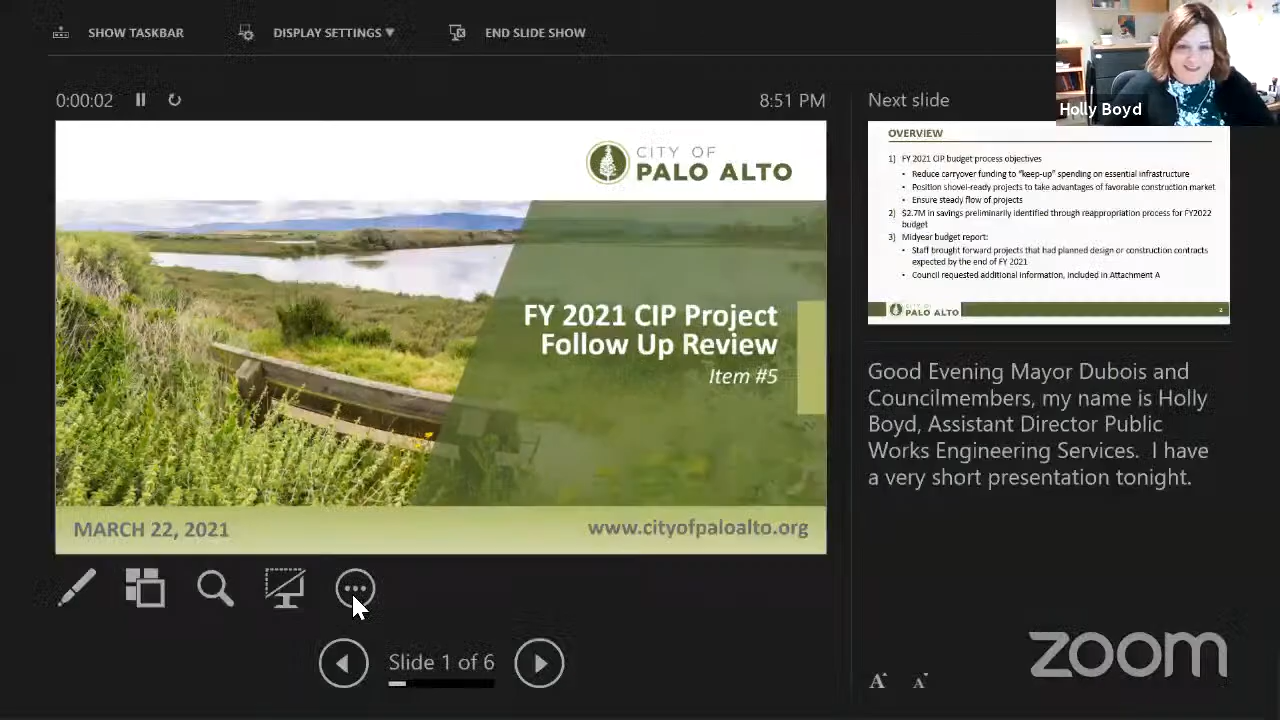 SHOW TASKBAR
DISPLAY SETTINGS ▼
END SLIDE SHOW
0:00:02
8:51 PM
Next slide
Holly Boyd
CITY OF
PALO ALTO
FY 2021 CIP Project
Follow Up Review
Item #5
MARCH 22, 2021
www.cityofpaloalto.org
OVERVIEW
1) FY 2021 CIP budget process objectives
• Reduce carryover funding to "keep-up" spending on essential infrastructure
• Position shovel-ready projects to take advantages of favorable construction market
• Ensure steady flow of projects
2) $2.7M in savings preliminarily identified through reappropriation process for FY2022
budget
3) Midyear budget report:
• Staff brought forward projects that had planned design or construction contracts
expected by the end of FY 2021
• Council requested additional information, included in Attachment A
CITY OF
PALO ALTO
2
Good Evening Mayor Dubois and
Councilmembers, my name is Holly
Boyd, Assistant Director Public
Works Engineering Services.  I have
a very short presentation tonight.
Slide 1 of 6
A A
zoom